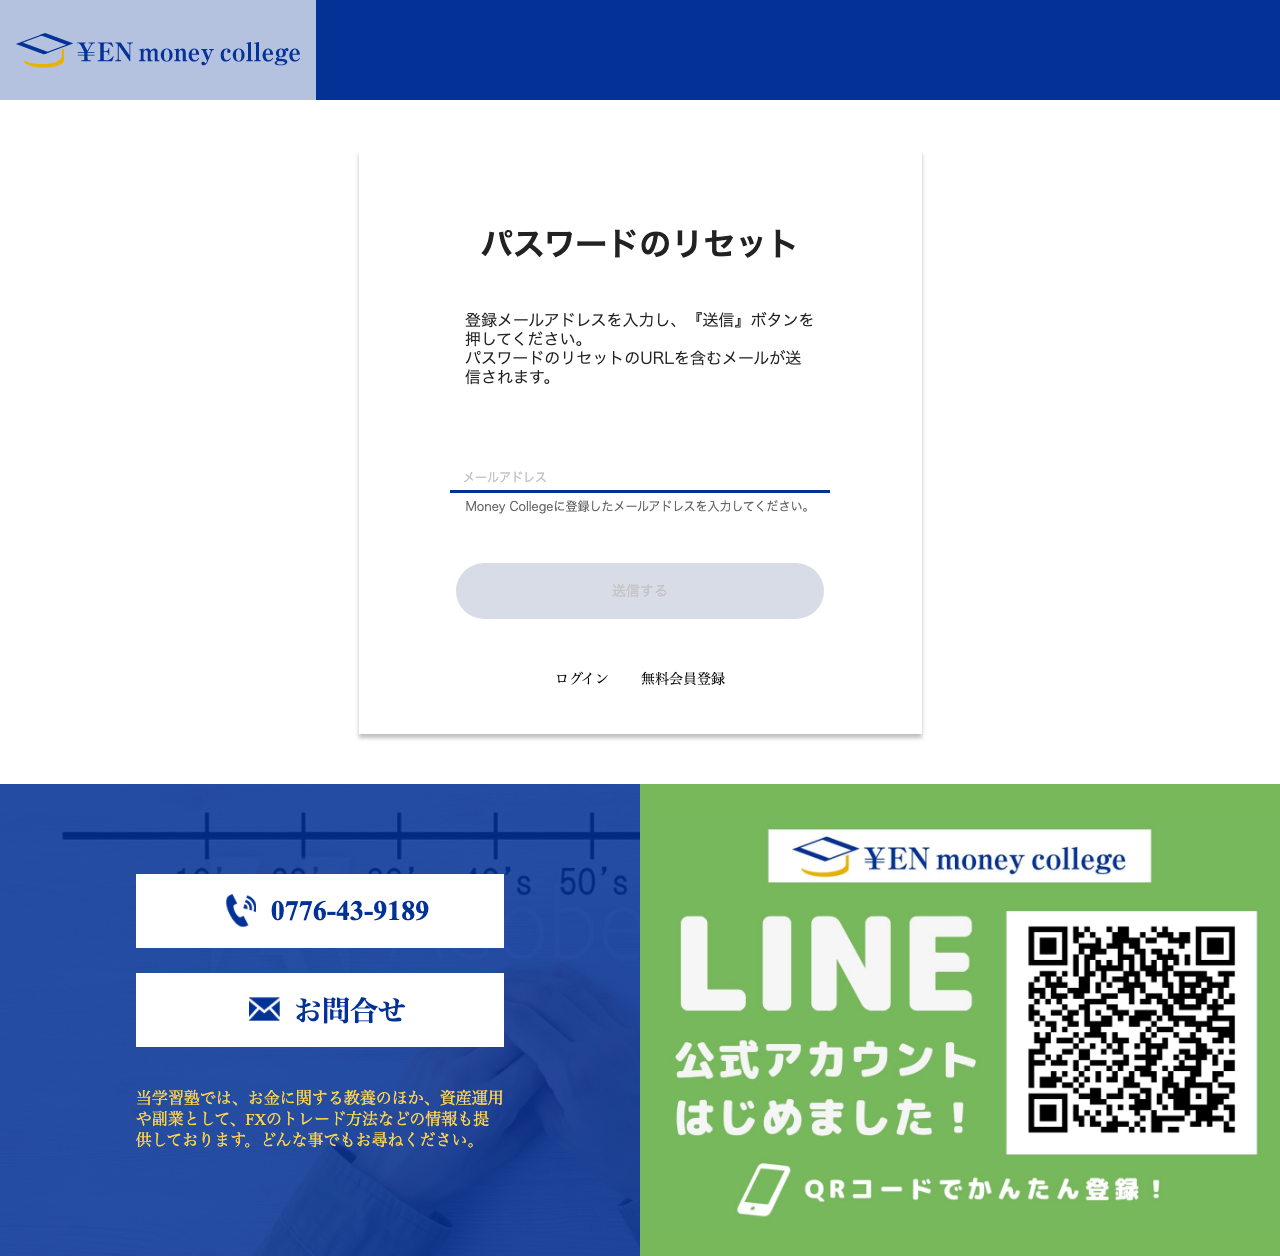 ¥EN money college
パスワードのリセット
登録メールアドレスを入力し、『送信』ボタンを
押してください。
パスワードのリセットのURLを含むメールが送
信されます。
メールアドレス
Money Collegeに登録したメールアドレスを入力してください。
送信する
ログイン 無料会員登録
50's
0776-43-9189
お問合せ
当学習塾では、お金に関する教養のほか、資産運用
や副業として、FXのトレード方法などの情報も提
供しております。どんな事でもお尋ねください。
¥EN money college
LINE
公式アカウント
はじめました！
QRコードでかんたん登録！